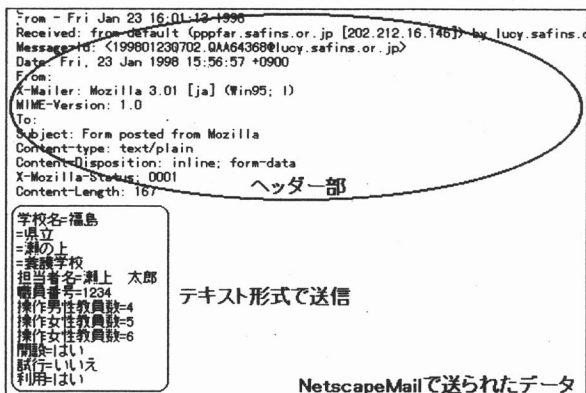 From - Fri Jan 23 16:01:13 1998
Received: from default (pppfar.safins.or.jp [202.212.16.146]) by lucy.safins.o
Message-Id: <199801230702.QAA64368@lucy.safins.or.jp>
Date: Fri, 23 Jan 1998 15:56:57 +0900
From:
X-Mailer: Mozilla 3.01 [ja] (Win95; I)
MIME-Version: 1.0
To:
Subject: Form posted from Mozilla
Content-type: text/plain
Content-Disposition: inline; form-data
X-Mozilla-Status: 0001
Content-Length: 167
ヘッダー部
学校名=福島
=県立
=瀬の上
=養護学校
担当者名=瀬上 太郎
職員番号=1234
操作男性教員数=4
操作女性教員数=5
操作女性教員数=6
開設=はい
試行=いいえ
利用=はい
テキスト形式で送信
NetscapeMailで送られたデータ